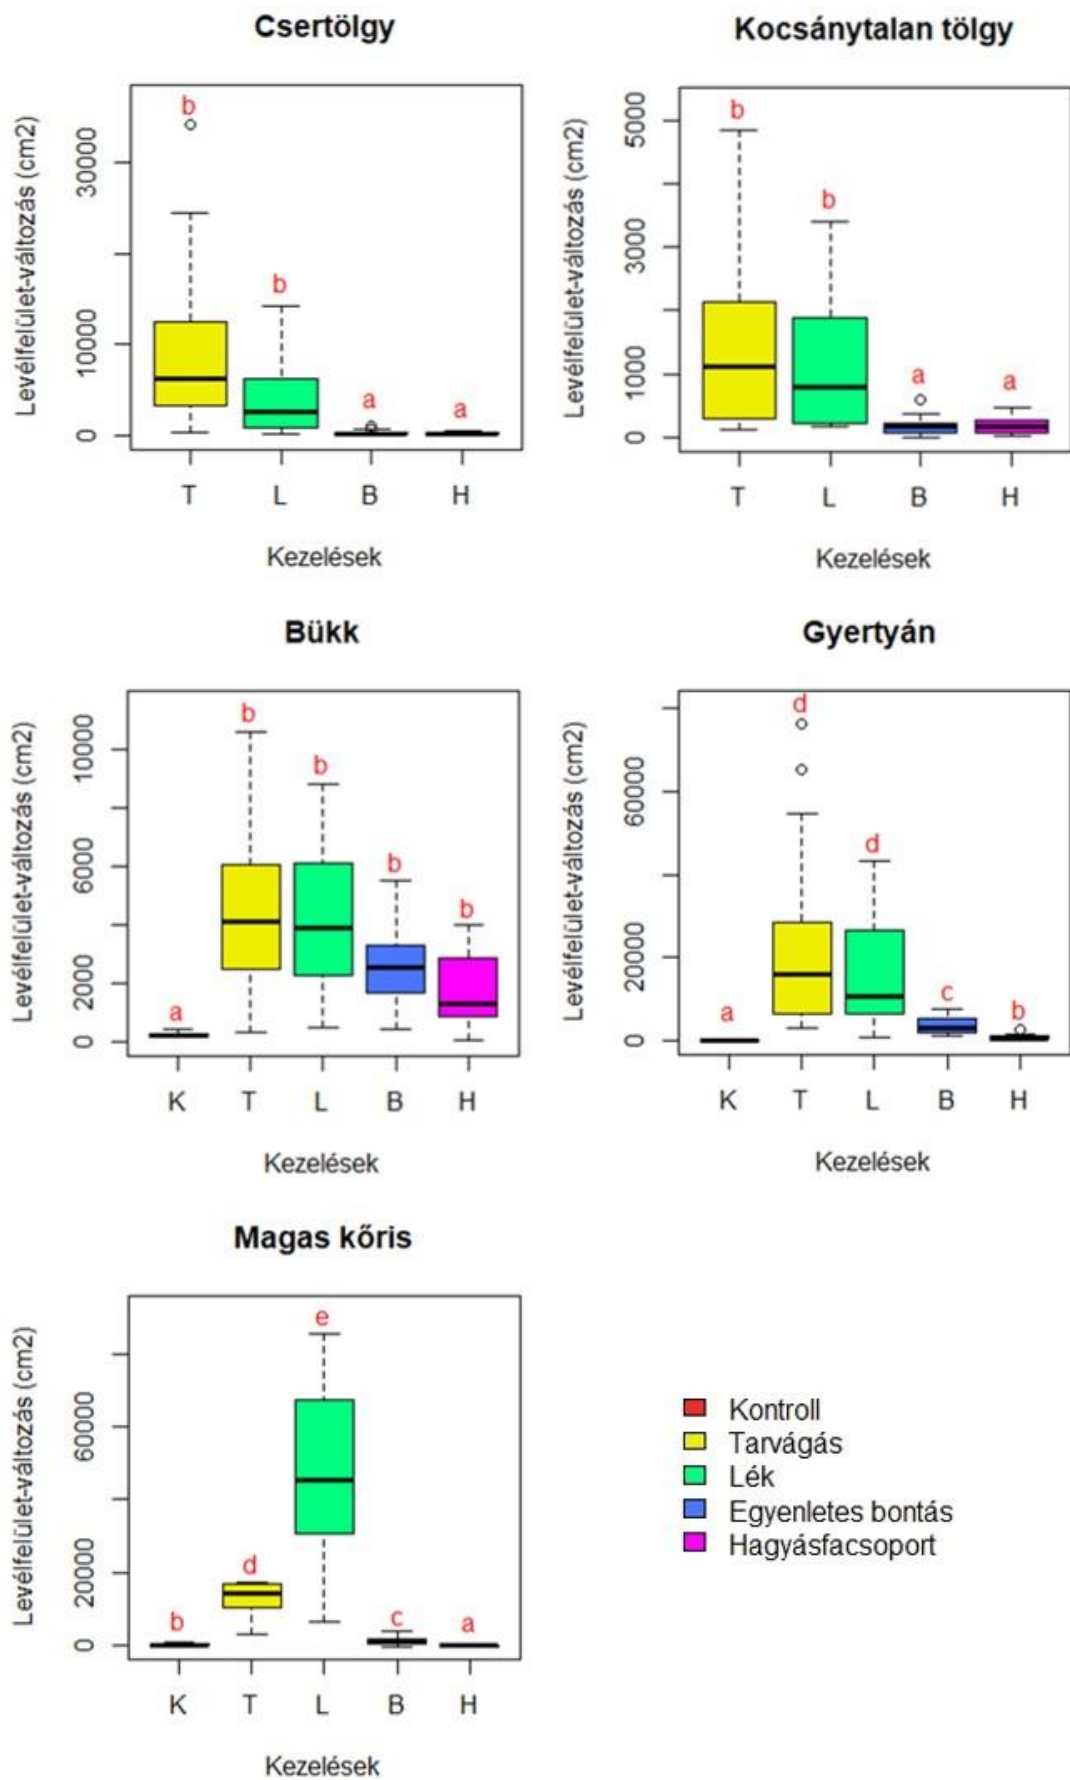 Csertölgy
Levélfelület-változás (cm2)
30000
10000
0
b
b
a
a
T L B H
Kezelések
Kocsánytalan tölgy
Levélfelület-változás (cm2)
5000
3000
1000
0
b
b
a
a
T L B H
Kezelések
Bükk
Levélfelület-változás (cm2)
10000
6000
2000
0
a
b
b
b
b
K T L B H
Kezelések
Gyertyán
Levélfelület-változás (cm2)
60000
20000
0
a
d
d
c
b
K T L B H
Kezelések
Magas kőris
Levélfelület-változás (cm2)
60000
20000
0
b
d
e
c
a
K T L B H
Kezelések
Kontroll
Tarvágás
Lék
Egyenletes bontás
Hagyásfacsoport